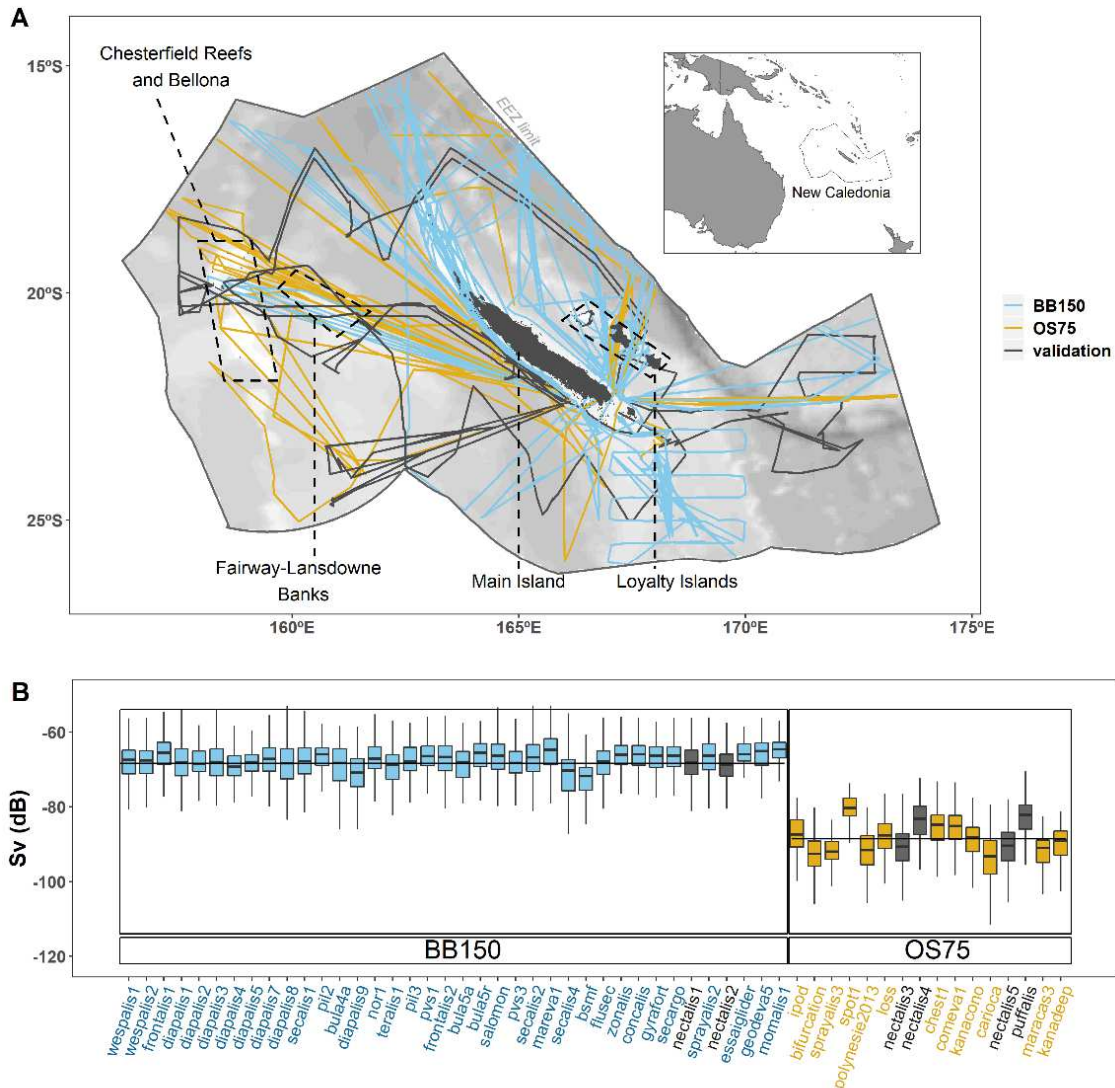 A
Chesterfield Reefs
and Bellona
15°S
20°S
25°S
EEZ limit
New Caledonia
BB150
OS75
validation
Fairway-Lansdowne
Banks
Main Island
Loyalty Islands
160°E
165°E
170°E
175°E
B
Sv (dB)
-60
-80
-100
-120
BB150
OS75
wespalis1
wespalis2
frontalis1
diapalis1
diapalis2
diapalis3
diapalis4
diapalis5
diapalis7
diapalis8
secalis1
pil2
bula4a
diapalis9
nor1
teralis1
pil3
pvs1
frontalis2
bula5a
bula5r
salomon
pvs3
secalis2
maneva1
secalis4
bsmf
flusec
zonalis
concalis
gyrafort
secargo
nectalis1
sprayalis2
nectalis2
essaiglider
geodeva5
momalis1
ipod
bifurcation
sprayalis3
spot1
polynesie2013
loss
nectalis3
nectalis4
chest1
comeva1
kanacono
carioca
nectalis5
puffalis
maracas3
kanadeep